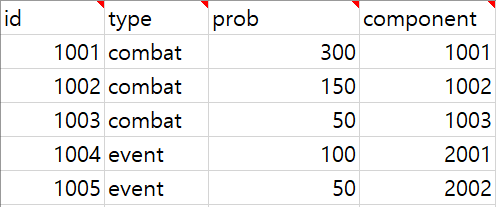 id type prob component
1001 combat 300 1001
1002 combat 150 1002
1003 combat 50 1003
1004 event 100 2001
1005 event 50 2002